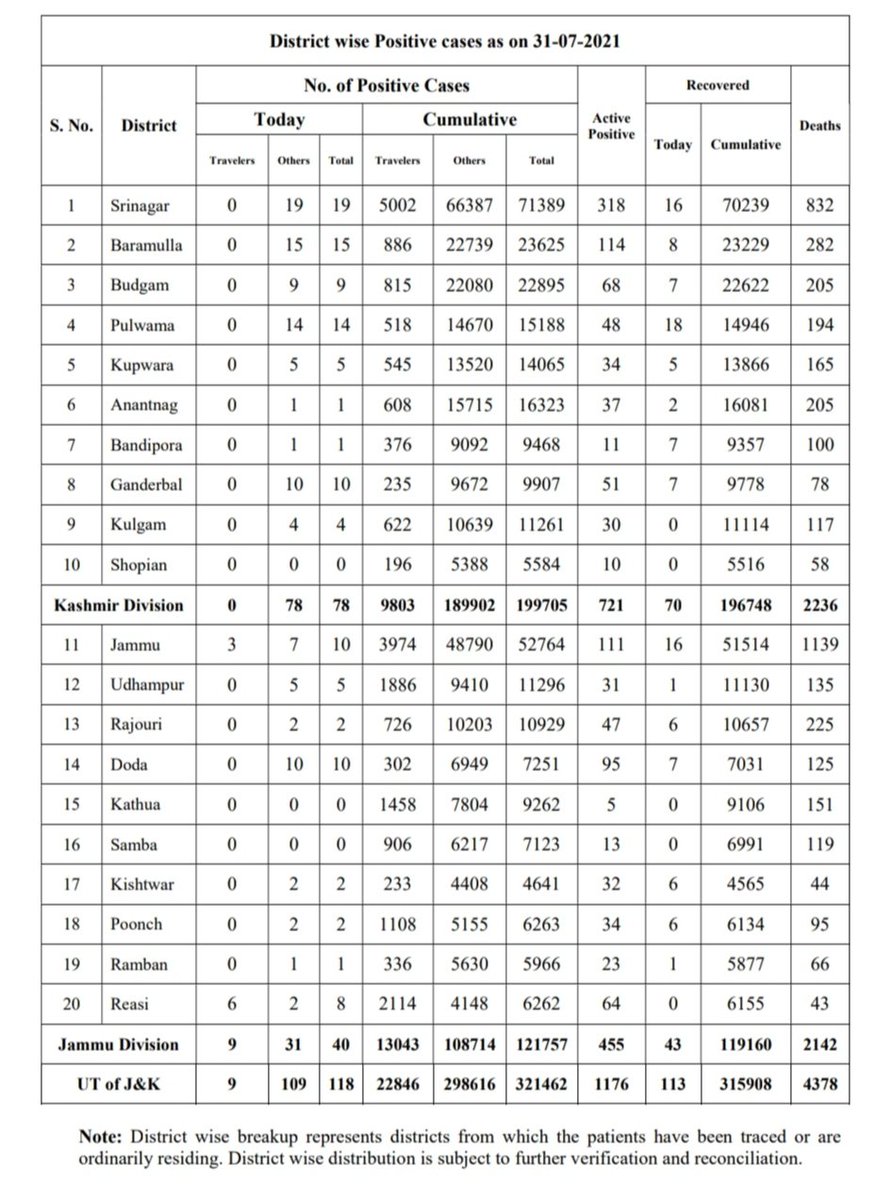 District wise Positive cases as on 31-07-2021
S. No. District No. of Positive Cases Active Positive Recovered Deaths
Today Cumulative Today Cumulative
Travelers Others Total Travelers Others Total
1 Srinagar 0 19 19 5002 66387 71389 318 16 70239 832
2 Baramulla 0 15 15 886 22739 23625 114 8 23229 282
3 Budgam 0 9 9 815 22080 22895 68 7 22622 205
4 Pulwama 0 14 14 518 14670 15188 48 18 14946 194
5 Kupwara 0 5 5 545 13520 14065 34 5 13866 165
6 Anantnag 0 1 1 608 15715 16323 37 2 16081 205
7 Bandipora 0 1 1 376 9092 9468 11 7 9357 100
8 Ganderbal 0 10 10 235 9672 9907 51 7 9778 78
9 Kulgam 0 4 4 622 10639 11261 30 0 11114 117
10 Shopian 0 0 0 196 5388 5584 10 0 5516 58
Kashmir Division 0 78 78 9803 189902 199705 721 70 196748 2236
11 Jammu 3 7 10 3974 48790 52764 111 16 51514 1139
12 Udhampur 0 5 5 1886 9410 11296 31 1 11130 135
13 Rajouri 0 2 2 726 10203 10929 47 6 10657 225
14 Doda 0 10 10 302 6949 7251 95 7 7031 125
15 Kathua 0 0 0 1458 7804 9262 5 0 9106 151
16 Samba 0 0 0 906 6217 7123 13 0 6991 119
17 Kishtwar 0 2 2 233 4408 4641 32 6 4565 44
18 Poonch 0 2 2 1108 5155 6263 34 6 6134 95
19 Ramban 0 1 1 336 5630 5966 23 1 5877 66
20 Reasi 6 2 8 2114 4148 6262 64 0 6155 43
Jammu Division 9 31 40 13043 108714 121757 455 43 119160 2142
UT of J&K 9 109 118 22846 298616 321462 1176 113 315908 4378
Note: District wise breakup represents districts from which the patients have been traced or are
ordinarily residing. District wise distribution is subject to further verification and reconciliation.